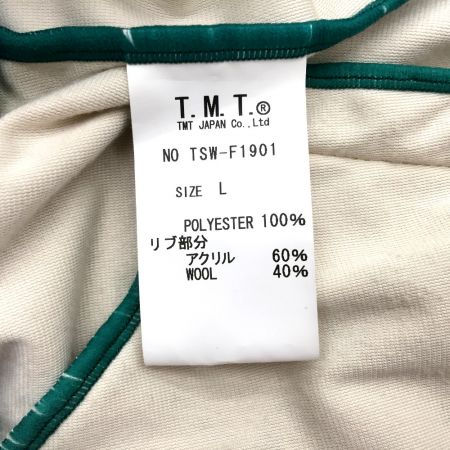 T.M.T.®
TMT JAPAN Co.,Ltd
NO TSW-F1901
SIZE L
POLYESTER 100%
リブ部分
アクリル 60%
WOOL 40%